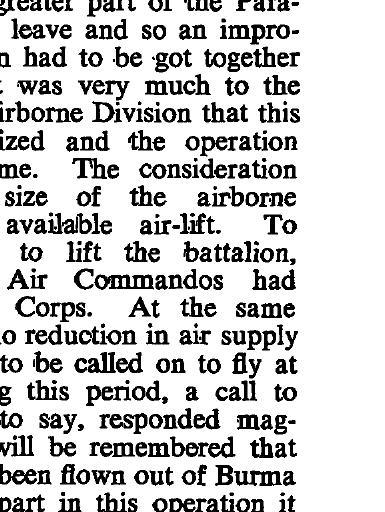 greater part of the Para-
leave and so an impro-
n had to be got together
was very much to the
irborne Division that this
ized and the operation
me. The consideration
size of the airborne
available air-lift. To
to lift the battalion,
Air Commandos had
Corps. At the same
o reduction in air supply
to be called on to fly at
g this period, a call to
to say, responded mag-
will be remembered that
been flown out of Burma
part in this operation it